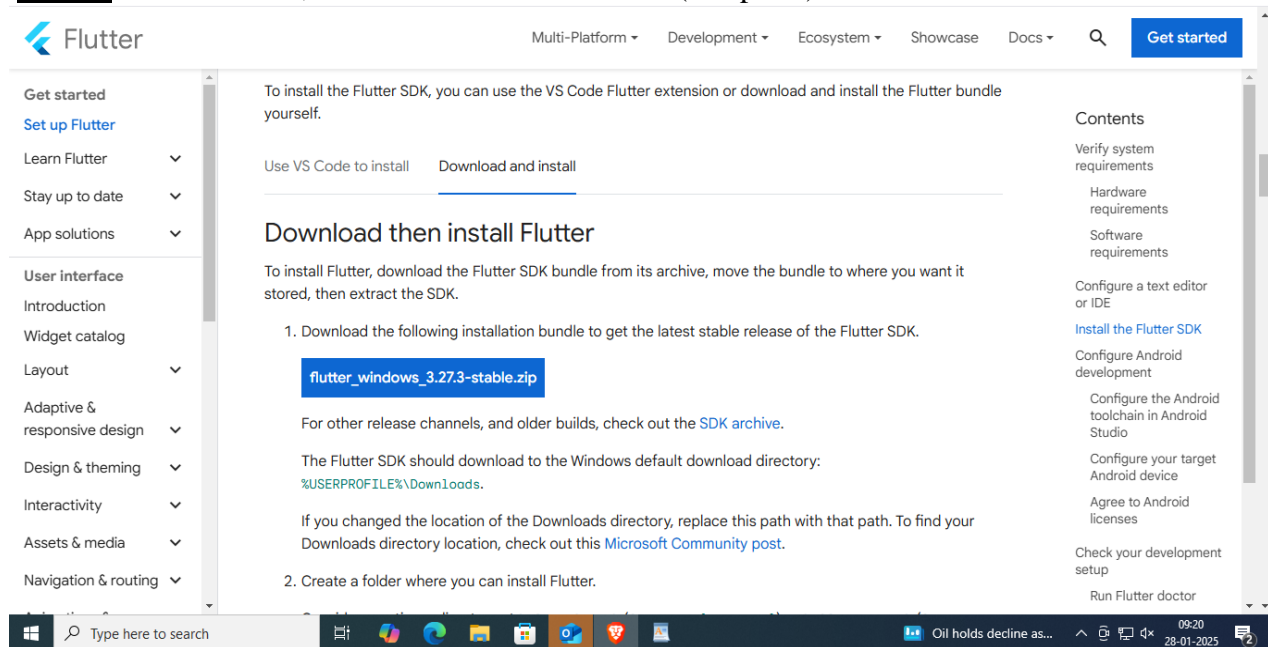 Flutter
Multi-Platform
Development
Ecosystem
Showcase
Docs
Get started
Get started
Set up Flutter
Learn Flutter
Stay up to date
App solutions
User interface
Introduction
Widget catalog
Layout
Adaptive &
responsive design
Design & theming
Interactivity
Assets & media
Navigation & routing
To install the Flutter SDK, you can use the VS Code Flutter extension or download and install the Flutter bundle
yourself.
Use VS Code to install
Download and install
Download then install Flutter
To install Flutter, download the Flutter SDK bundle from its archive, move the bundle to where you want it
stored, then extract the SDK.
1. Download the following installation bundle to get the latest stable release of the Flutter SDK.
flutter_windows_3.27.3-stable.zip
For other release channels, and older builds, check out the SDK archive.
The Flutter SDK should download to the Windows default download directory:
%USERPROFILE%\Downloads.
If you changed the location of the Downloads directory, replace this path with that path. To find your
Downloads directory location, check out this Microsoft Community post.
2. Create a folder where you can install Flutter.
Contents
Verify system
requirements
Hardware
requirements
Software
requirements
Configure a text editor
or IDE
Install the Flutter SDK
Configure Android
development
Configure the Android
toolchain in Android
Studio
Configure your target
Android device
Agree to Android
licenses
Check your development
setup
Run Flutter doctor
Type here to search
Oil holds decline as...
09:20
28-01-2025
2